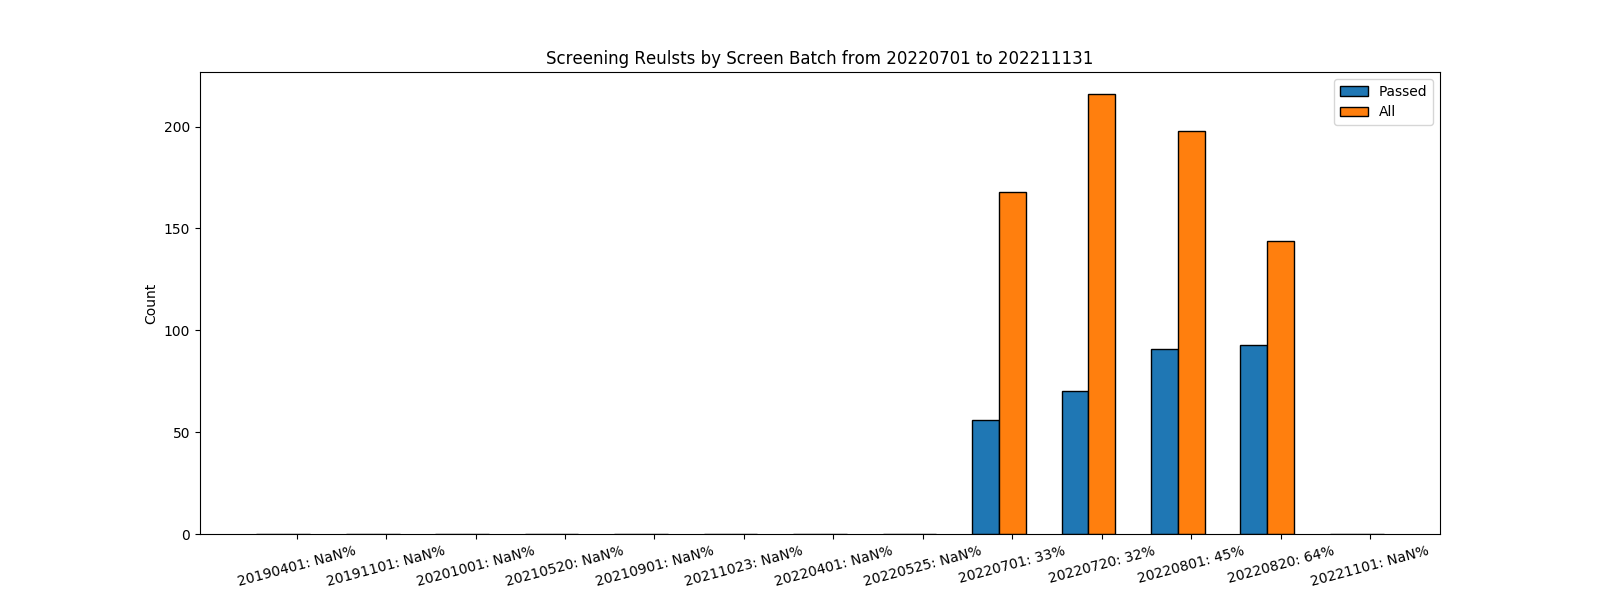 Screening Reulsts by Screen Batch from 20220701 to 202211131
Passed
All
200
150
100
50
0
Count
20190401: NaN%
20191101: NaN%
20201001: NaN%
20210520: NaN%
20210901: NaN%
20211023: NaN%
20220401: NaN%
20220525: NaN%
20220701: 33%
20220720: 32%
20220801: 45%
20220820: 64%
20221101: NaN%